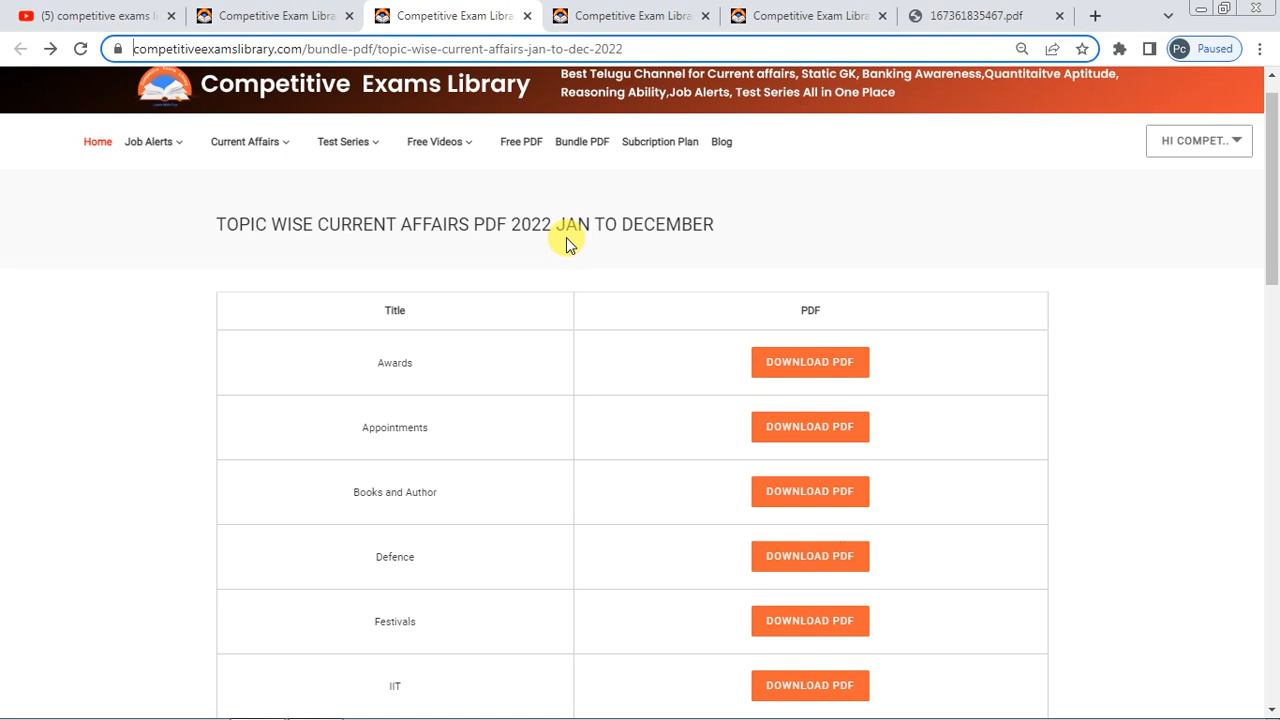 (5) competitive exams l
Competitive Exam Libra
Competitive Exam Libra
Competitive Exam Libra
Competitive Exam Libra
167361835467.pdf
competitiveexamslibrary.com/bundle-pdf/topic-wise-current-affairs-jan-to-dec-2022
Pc Paused
Competitive Exams Library
Best Telugu Channel for Current affairs, Static GK, Banking Awareness,Quantitaitve Aptitude,
Reasoning Ability,Job Alerts, Test Series All in One Place
Home Job Alerts Current Affairs Test Series Free Videos Free PDF Bundle PDF Subcription Plan Blog
HI COMPET..
TOPIC WISE CURRENT AFFAIRS PDF 2022 JAN TO DECEMBER
Title PDF
Awards DOWNLOAD PDF
Appointments DOWNLOAD PDF
Books and Author DOWNLOAD PDF
Defence DOWNLOAD PDF
Festivals DOWNLOAD PDF
IIT DOWNLOAD PDF